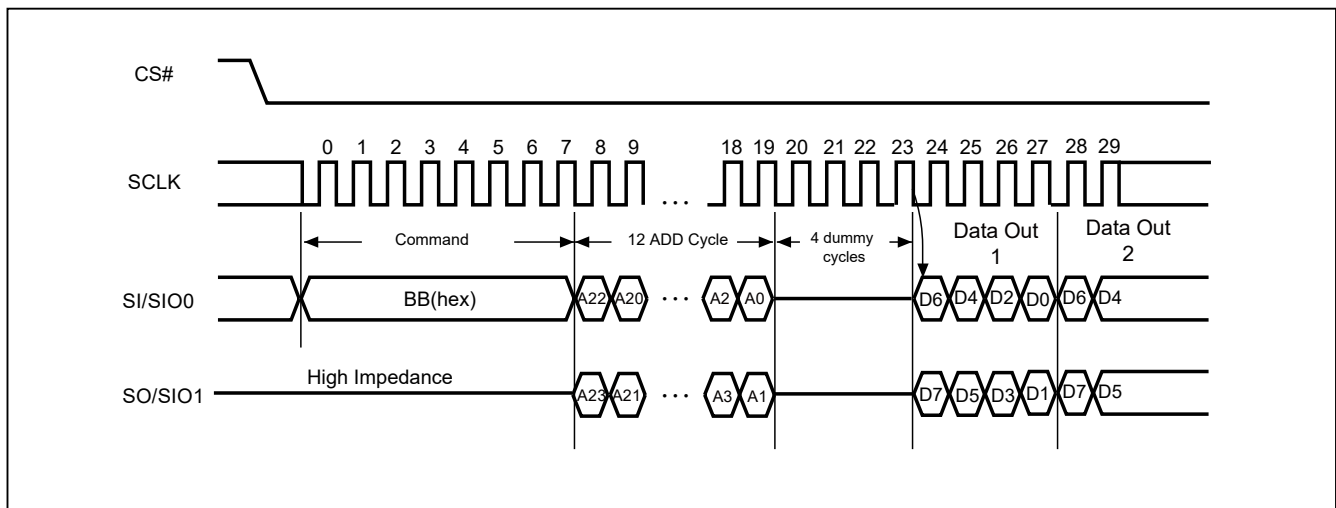 CS#
0 1 2 3 4 5 6 7 8 9 18 19 20 21 22 23 24 25 26 27 28 29
SCLK
...
Command 12 ADD Cycle 4 dummy cycles Data Out 1 Data Out 2
SI/SIO0 BB(hex) A22 A20 ... A2 A0 D6 D4 D2 D0 D6 D4
High Impedance
SO/SIO1 A23 A21 ... A3 A1 D7 D5 D3 D1 D7 D5